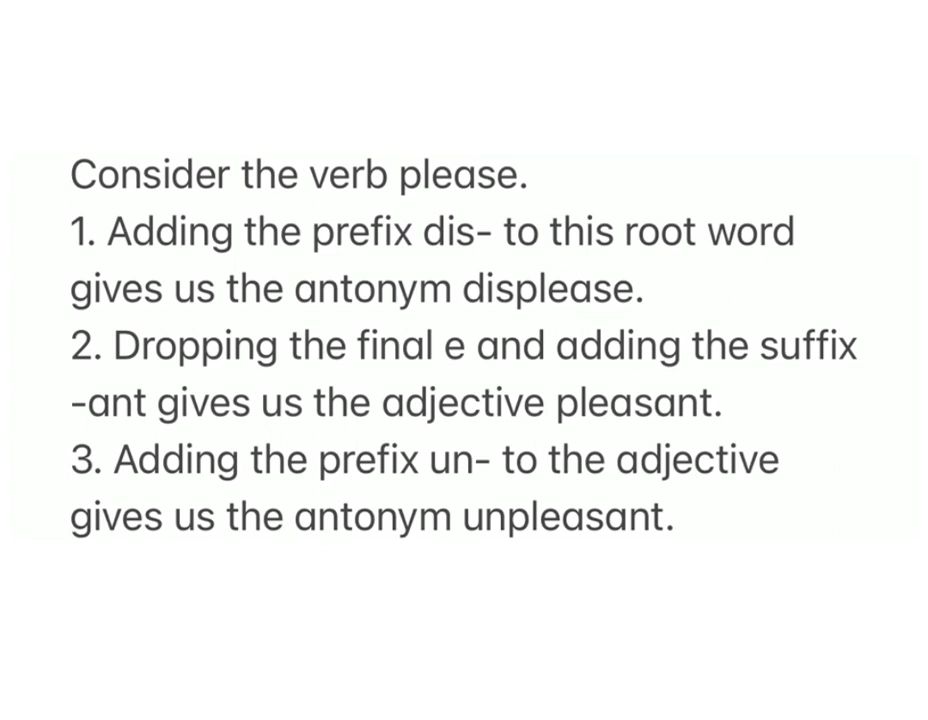 Consider the verb please.
1. Adding the prefix dis- to this root word
gives us the antonym displease.
2. Dropping the final e and adding the suffix
-ant gives us the adjective pleasant.
3. Adding the prefix un- to the adjective
gives us the antonym unpleasant.